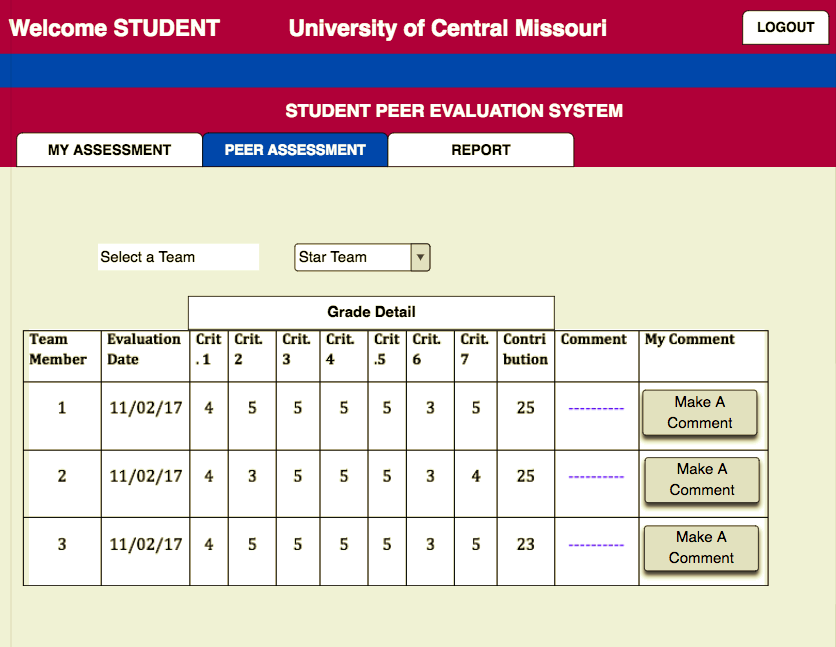 Welcome STUDENT University of Central Missouri LOGOUT
STUDENT PEER EVALUATION SYSTEM
MY ASSESSMENT PEER ASSESSMENT REPORT
Select a Team Star Team
Grade Detail
Team Evaluation Crit Crit. Crit. Crit. Crit Crit. Crit. Contri Comment My Comment
Member Date .1 2 3 4 .5 6 7 bution
1 11/02/17 4 5 5 5 5 3 5 25 ---------- Make A
Comment
2 11/02/17 4 3 5 5 5 3 4 25 ---------- Make A
Comment
3 11/02/17 4 5 5 5 5 3 5 23 ---------- Make A
Comment